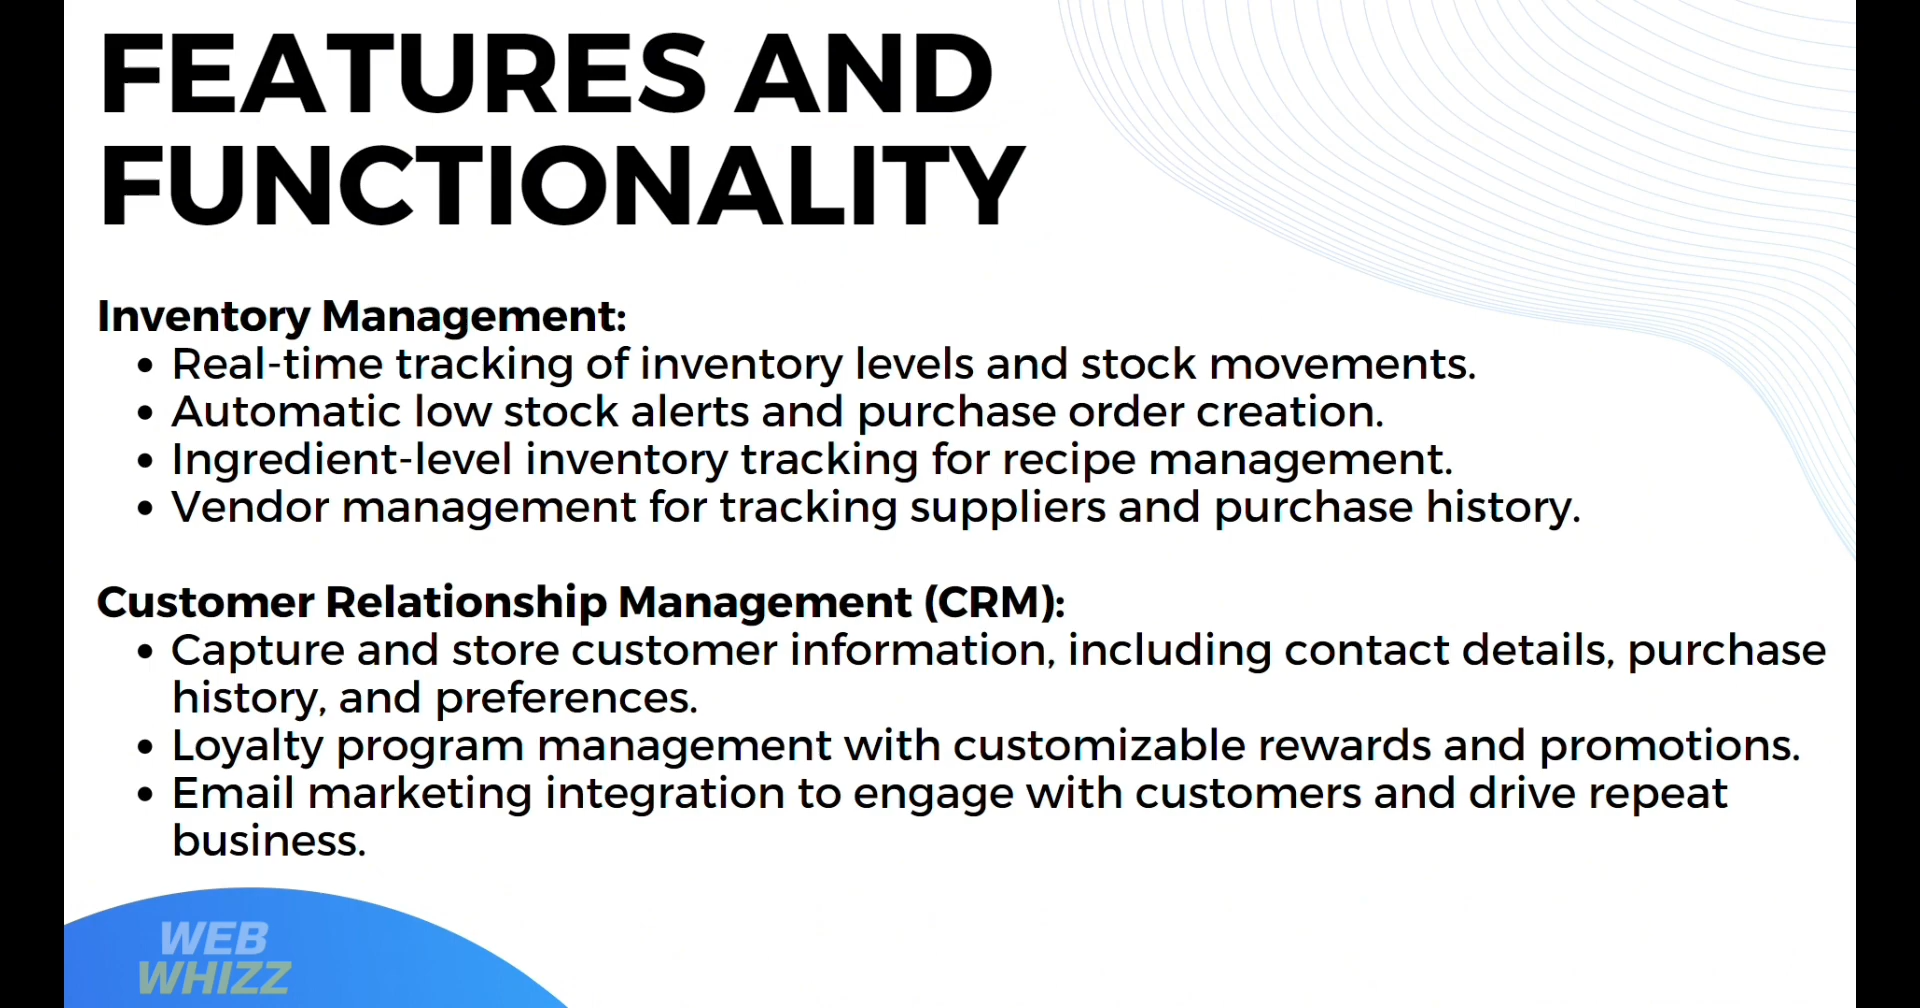 FEATURES AND
FUNCTIONALITY
Inventory Management:
• Real-time tracking of inventory levels and stock movements.
• Automatic low stock alerts and purchase order creation.
• Ingredient-level inventory tracking for recipe management.
• Vendor management for tracking suppliers and purchase history.
Customer Relationship Management (CRM):
• Capture and store customer information, including contact details, purchase
history, and preferences.
• Loyalty program management with customizable rewards and promotions.
• Email marketing integration to engage with customers and drive repeat
business.
WEB
WHIZZ